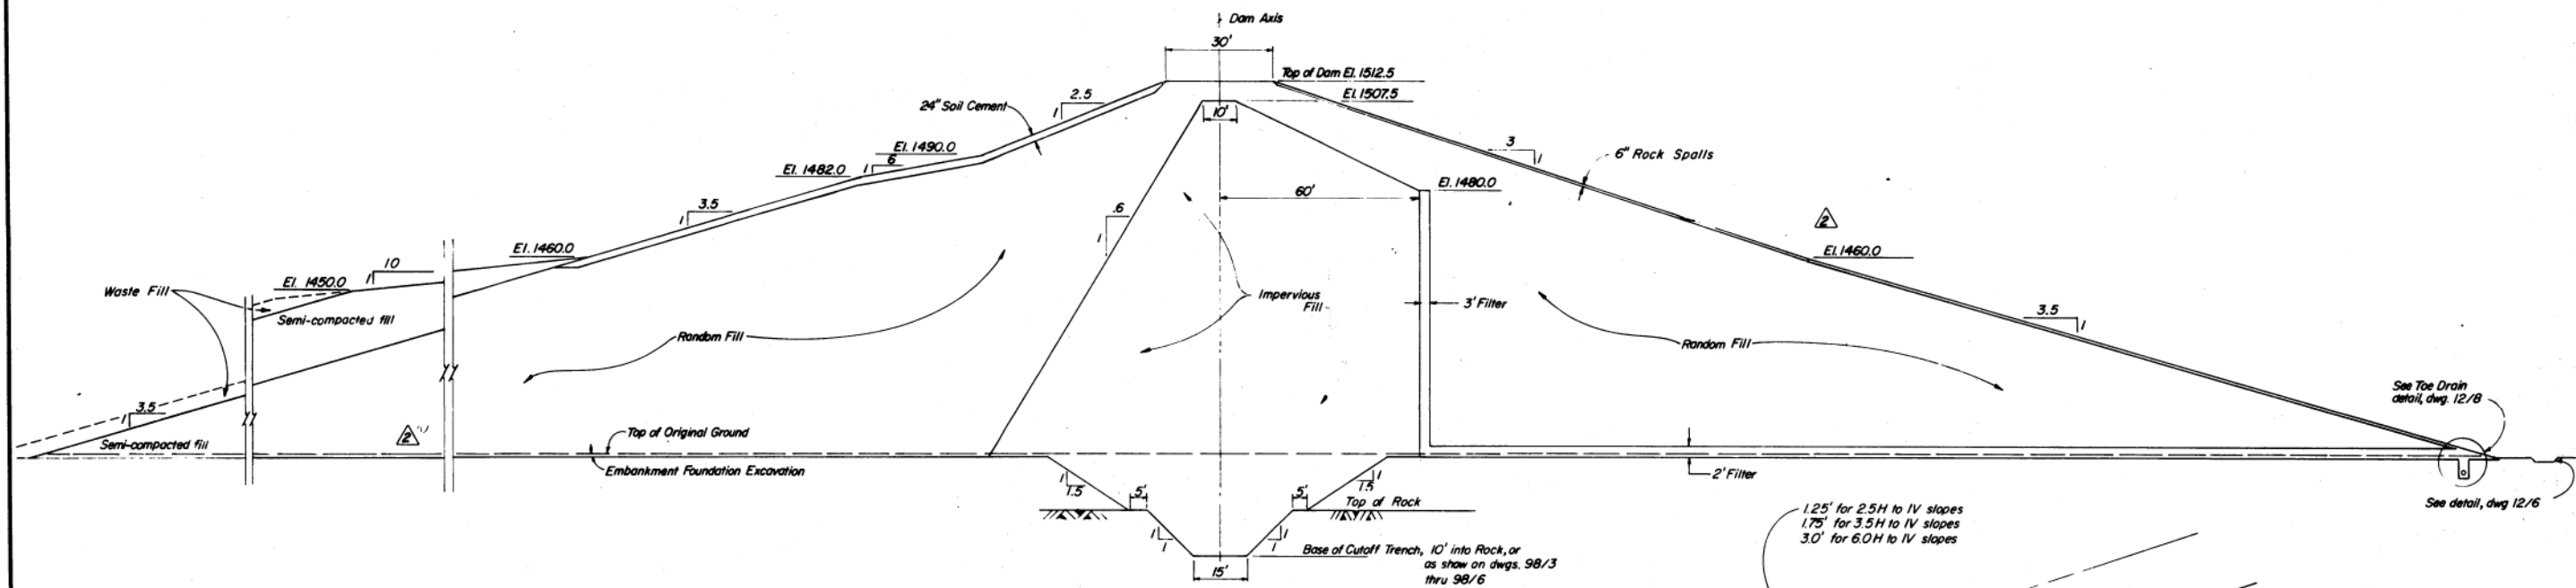 Dam Axis
30'
Top of Dam El. 1512.5
El. 1507.5
10'
24" Soil Cement
2.5
1
El. 1490.0
6
1
El. 1482.0
3
1
6" Rock Spalls
El. 1480.0
60'
3.5
1
.6
1
2
El. 1460.0
El. 1460.0
10
1
El. 1450.0
Waste Fill
Semi-compacted fill
Impervious
Fill
3' Filter
Random Fill
Random Fill
3.5
1
See Toe Drain
detail, dwg. 12/8
3.5
1
Semi-compacted fill
2
Top of Original Ground
Embankment Foundation Excavation
2' Filter
1
1.5
5'
5'
1
1.5
Top of Rock
See detail, dwg 12/6
1.25' for 2.5H to 1V slopes
1.75' for 3.5H to 1V slopes
3.0' for 6.0H to 1V slopes
1
1
1
1
Base of Cutoff Trench, 10' into Rock, or
as show on dwgs. 98/3
thru 98/6
15'